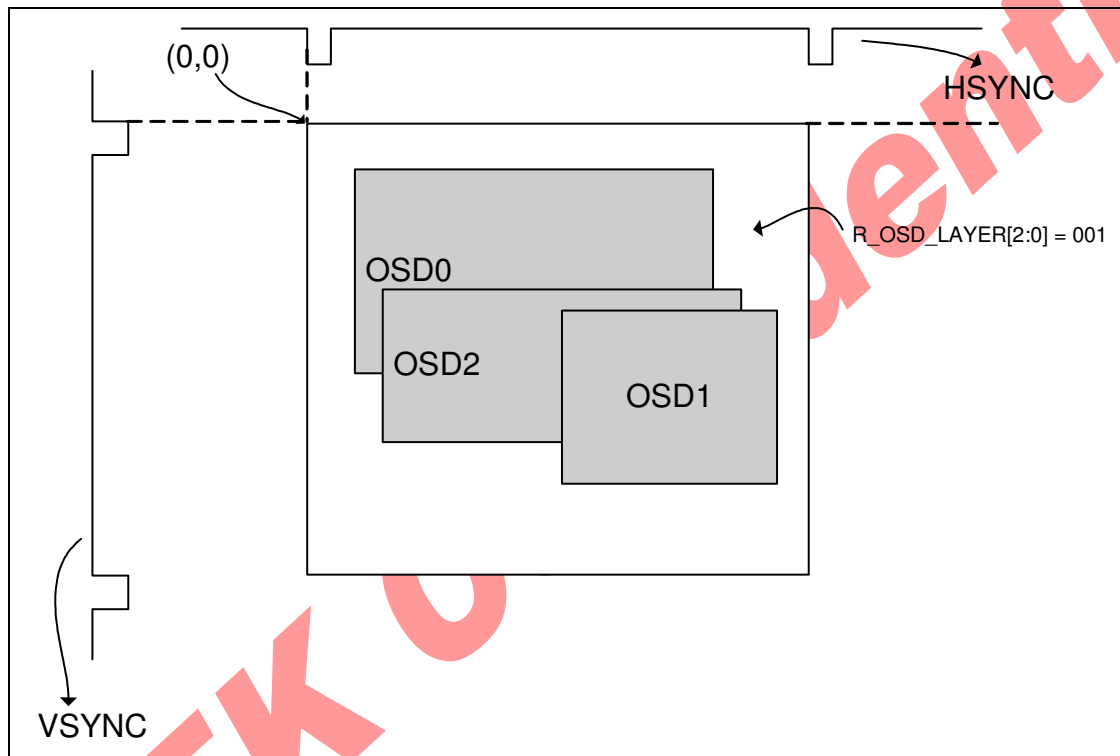 (0,0)
HSYNC
R_OSD_LAYER[2:0] = 001
OSD0
OSD2
OSD1
VSYNC